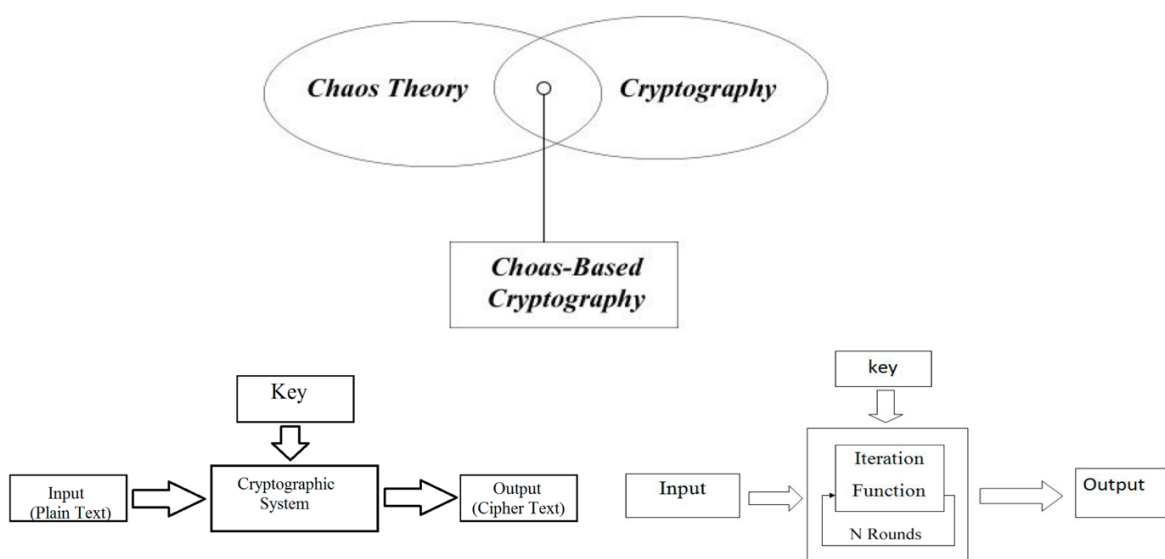 Chaos Theory
Cryptography
Choas-Based
Cryptography
Key
Input
(Plain Text)
Cryptographic
System
Output
(Cipher Text)
key
Input
Iteration
Function
N Rounds
Output